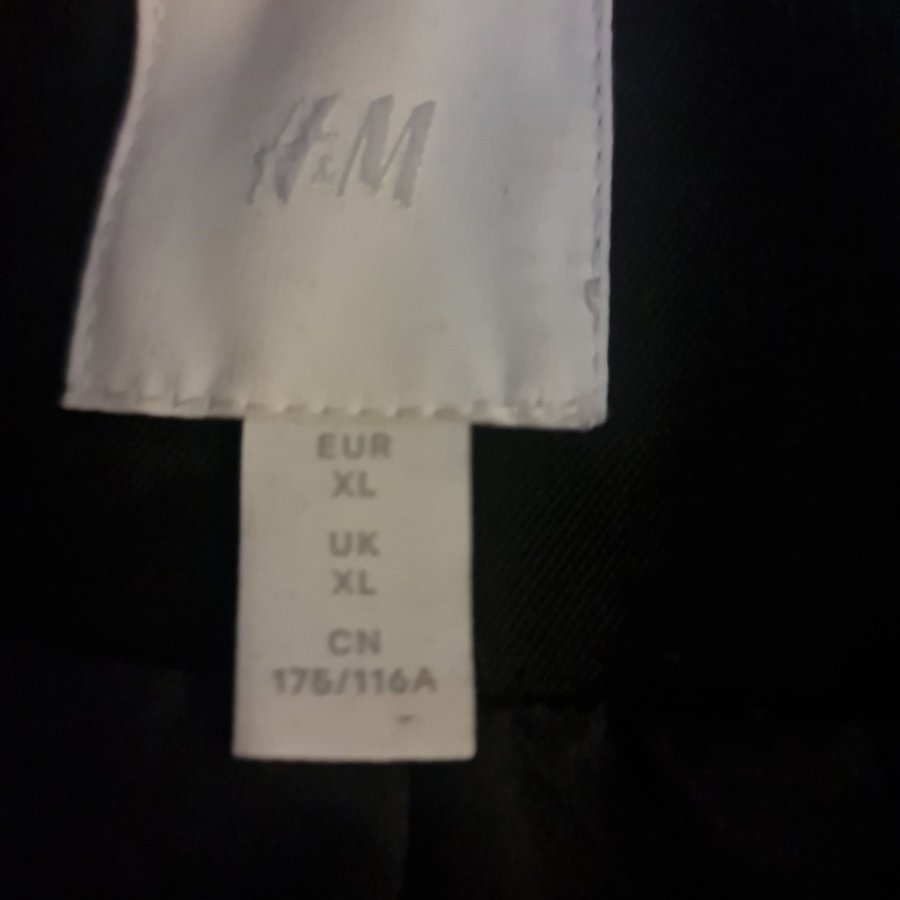 H&M
EUR
XL
UK
XL
CN
175/116A